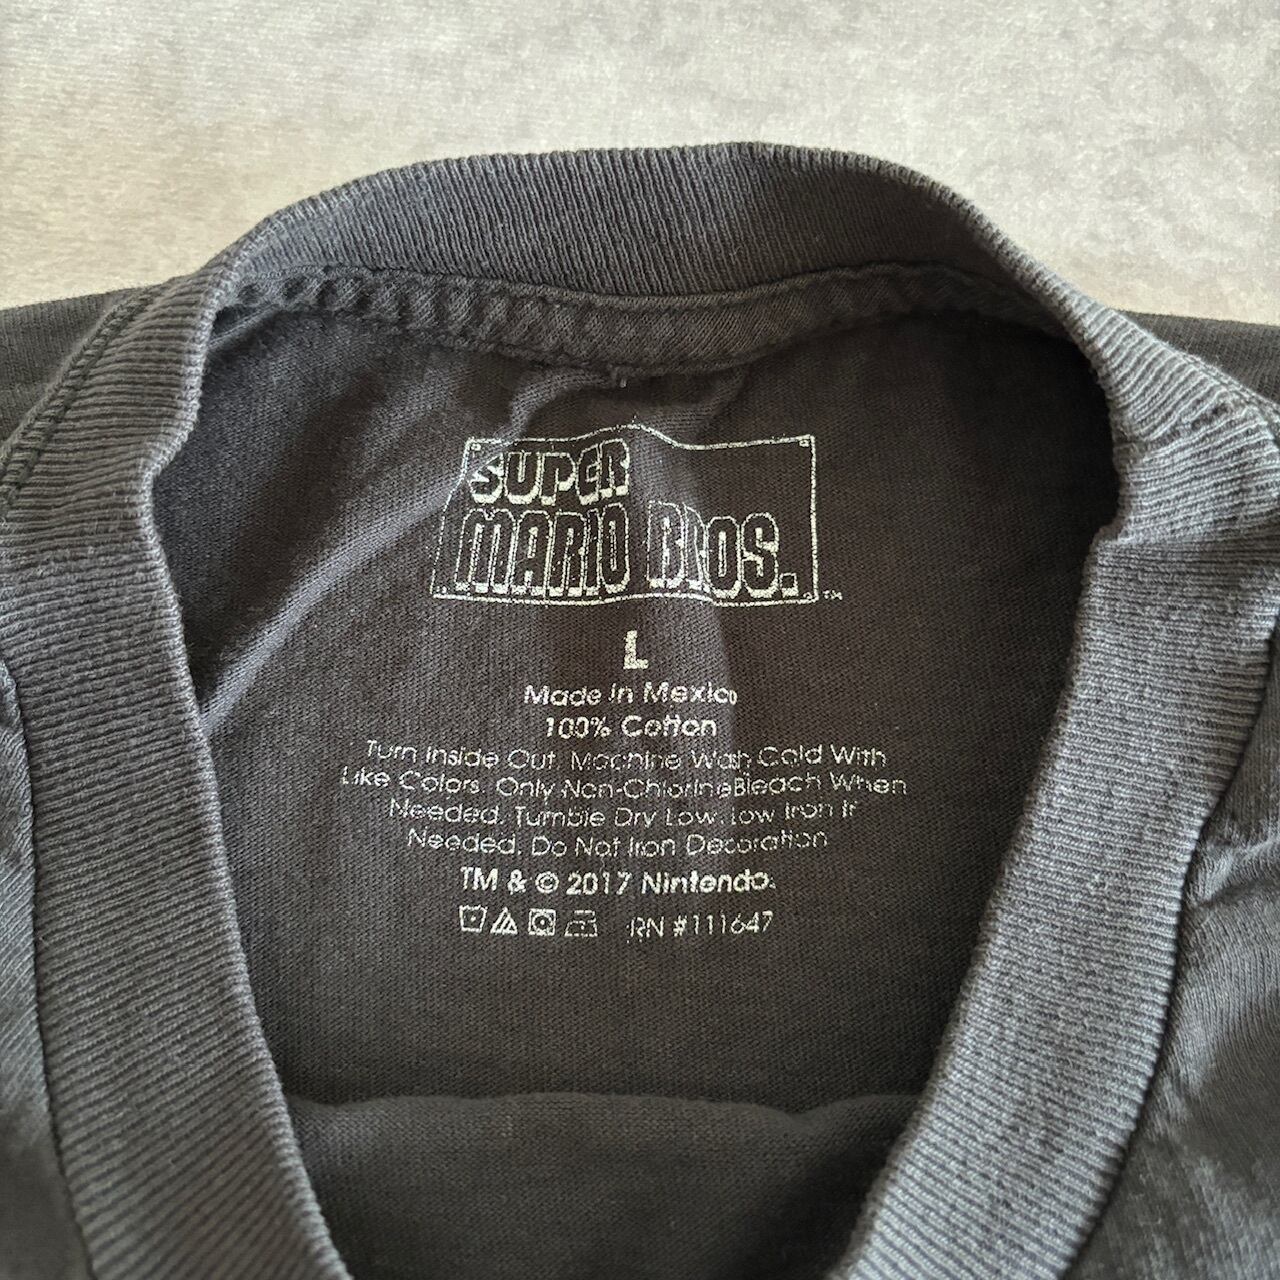 SUPER
MARIO BROS.™
L
Made In Mexico
100% Cotton
Turn Inside Out. Machine Wash Cold With
Like Colors. Only Non-Chlorine Bleach When
Needed. Tumble Dry Low. Low Iron If
Needed. Do Not Iron Decoration
TM & © 2017 Nintendo.
RN #111647